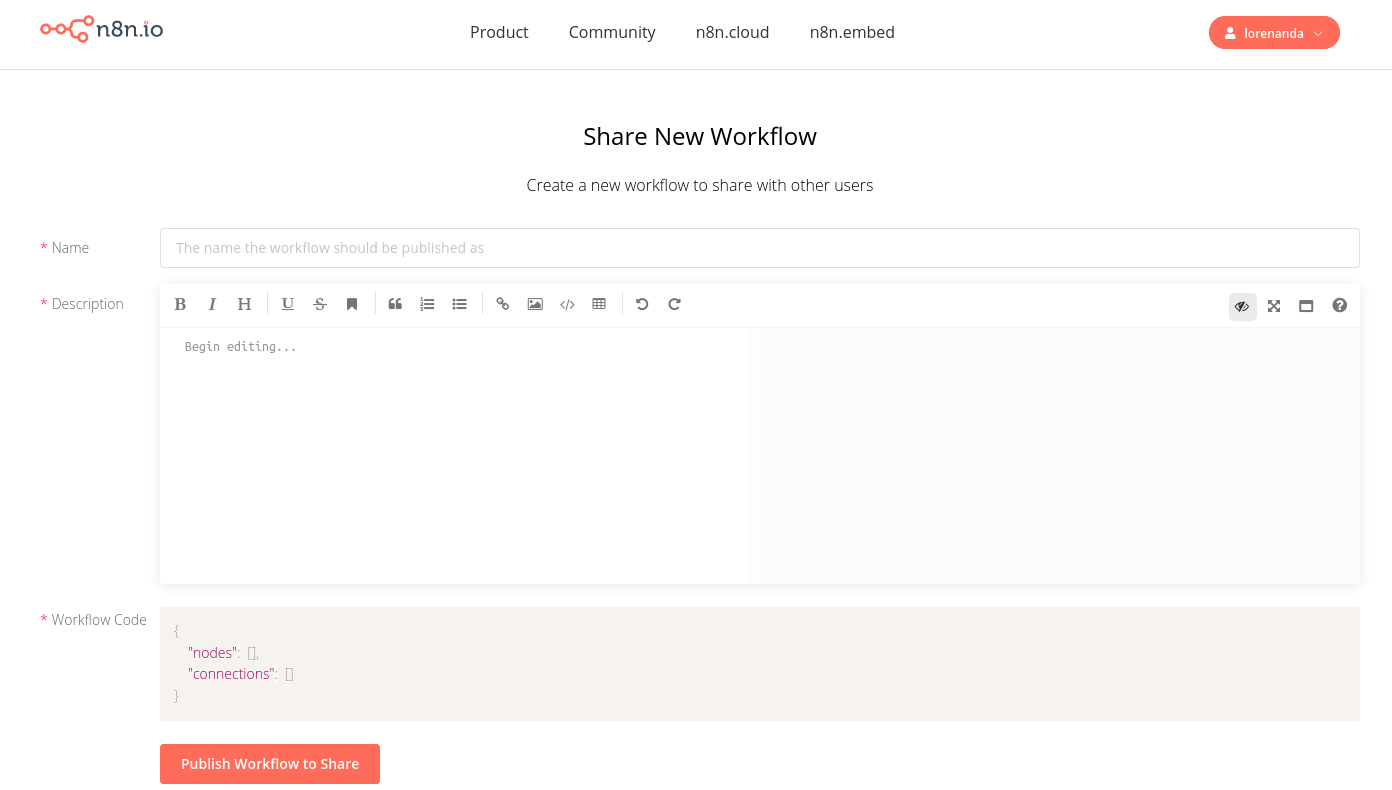 n8n.io
Product Community n8n.cloud n8n.embed
lorenanda
Share New Workflow
Create a new workflow to share with other users
* Name
The name the workflow should be published as
* Description
B I H U S
Begin editing...
* Workflow Code
{
"nodes": [],
"connections": []
}
Publish Workflow to Share